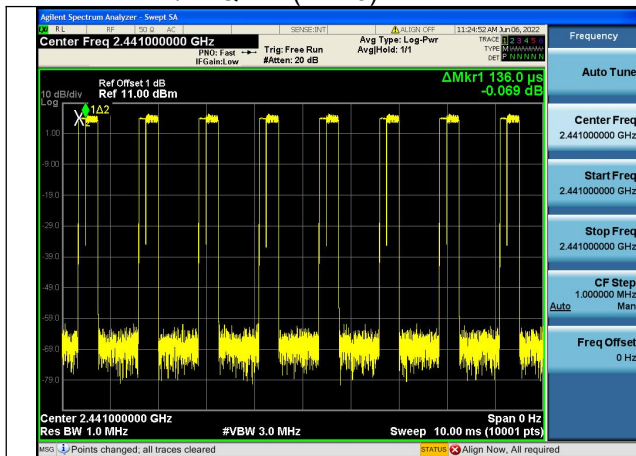 Agilent Spectrum Analyzer - Swept SA
RL RF 50 Ω AC SENSE:INT ALIGN OFF 11:24:52 AM Jun 06, 2022
Center Freq 2.441000000 GHz Avg Type: Log-Pwr TRACE 1 2 3 4 5 6
PNO: Fast Trig: Free Run Avg|Hold: 1/1 TYPE M
IFGain:Low #Atten: 20 dB DET P N N N N N
Frequency
Auto Tune
ΔMkr1 136.0 µs
-0.069 dB
Ref Offset 1 dB
10 dB/div Ref 11.00 dBm
Log
1Δ2
X2
1.00
-9.00
-19.0
-29.0
-39.0
-49.0
-59.0
-69.0
-79.0
Center Freq
2.441000000 GHz
Start Freq
2.441000000 GHz
Stop Freq
2.441000000 GHz
CF Step
1.000000 MHz
Auto Man
Freq Offset
0 Hz
Center 2.441000000 GHz Span 0 Hz
Res BW 1.0 MHz #VBW 3.0 MHz Sweep 10.00 ms (10001 pts)
MSG Points changed; all traces cleared STATUS Align Now, All required